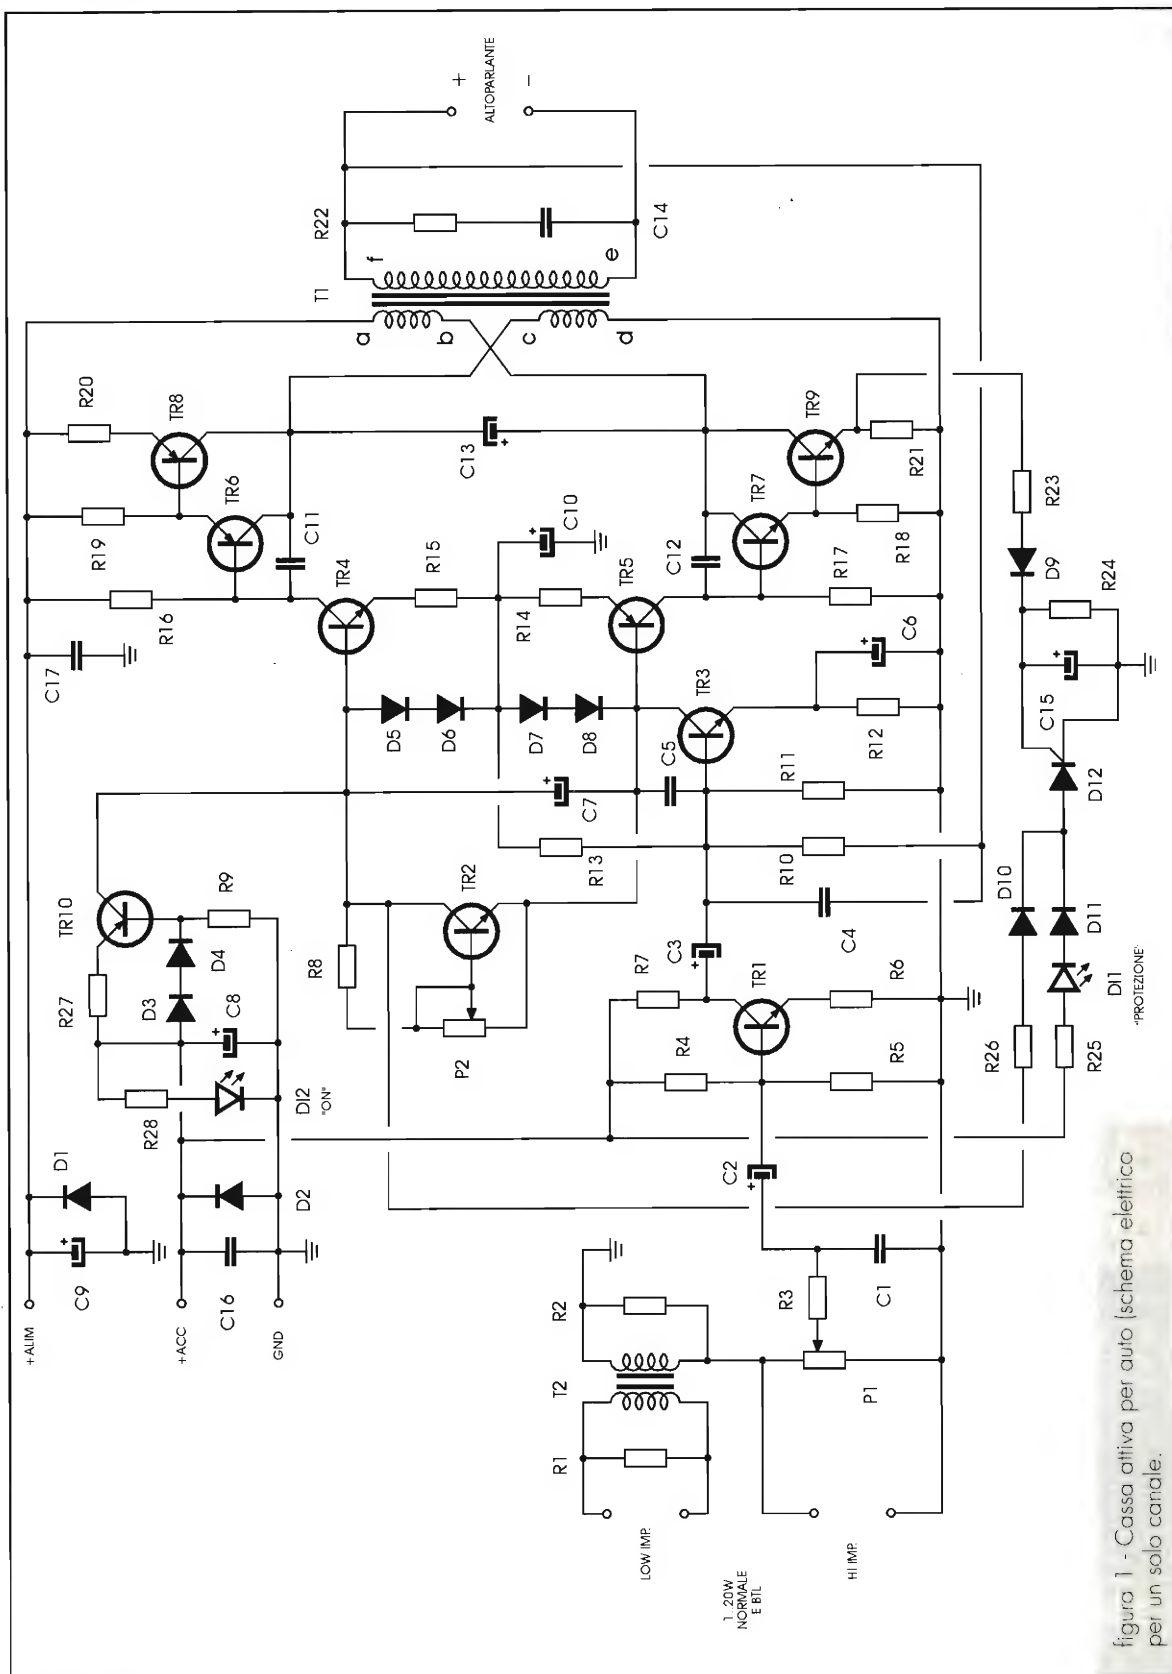 + ALIM
+ACC
GND
C9
D1
C16
D2
R28
DI2
"ON"
C8
D3
D4
R27
TR10
R9
C17
R16
R19
R20
TR8
TR6
C11
TR4
R15
R14
C10
TR5
C13
C12
TR7
TR9
R17
R18
R21
C6
D5
D6
D7
D8
TR3
C5
C7
R11
R12
R13
R10
TR2
R8
P2
C3
C4
R7
TR1
R6
R4
R5
C2
T2
R1
R2
R3
C1
P1
LOW IMP.
1..20W
NORMALE
E BTL
HI IMP.
T1
a
b
c
d
f
e
R22
C14
+
ALTOPARLANTE
-
R23
D9
R24
C15
D12
D10
D11
DI1
"PROTEZIONE"
R26
R25
figura 1 - Cassa attiva per auto (schema elettrico
per un solo canale.